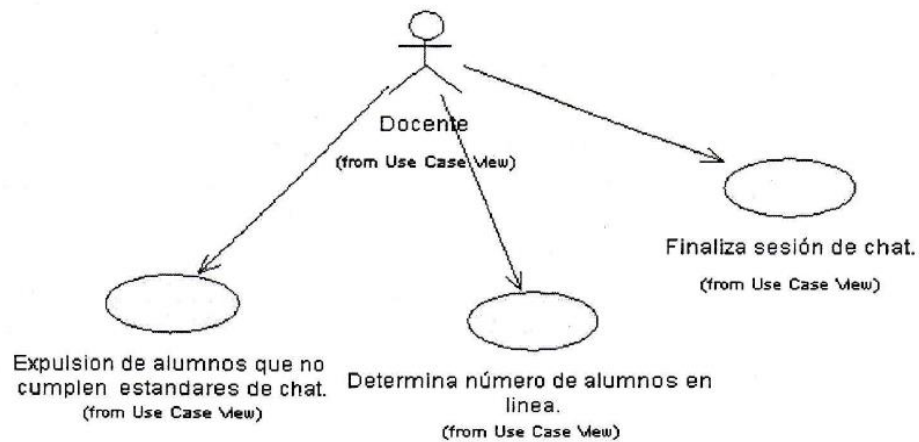 Docente
(from Use Case View)
Finaliza sesión de chat.
(from Use Case View)
Expulsion de alumnos que no
cumplen estandares de chat.
(from Use Case View)
Determina número de alumnos en
linea.
(from Use Case View)